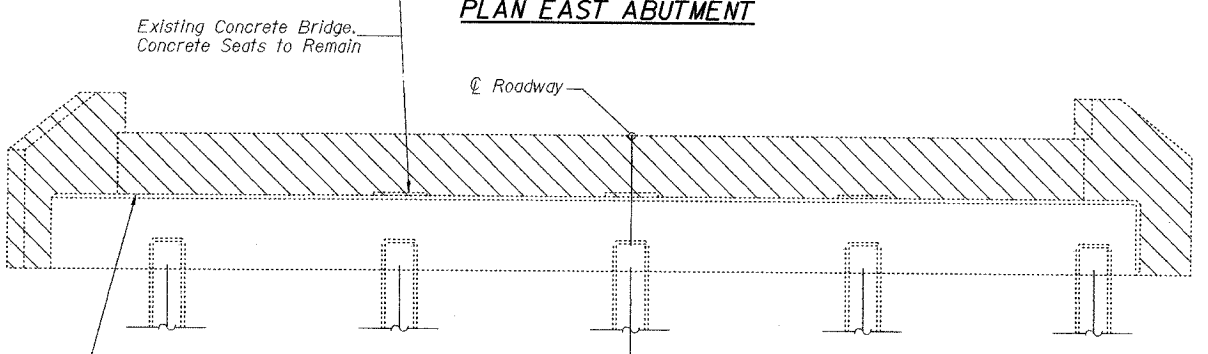 PLAN EAST ABUTMENT
Existing Concrete Bridge.
Concrete Seats to Remain
℄ Roadway